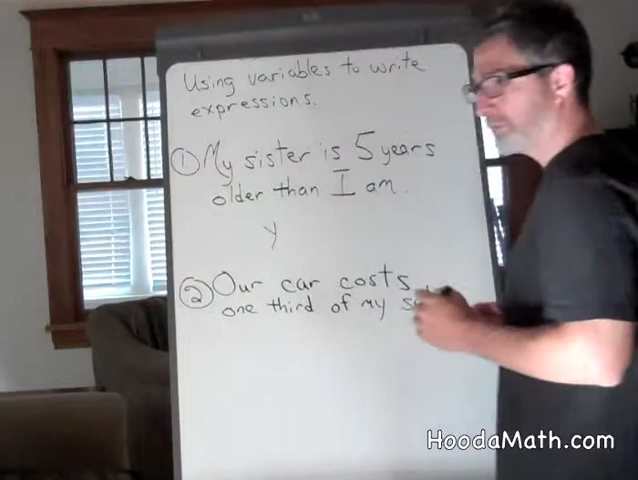 Using variables to write
expressions.
① My sister is 5 years
older than I am.
y
② Our car costs
one third of my
HoodaMath.com